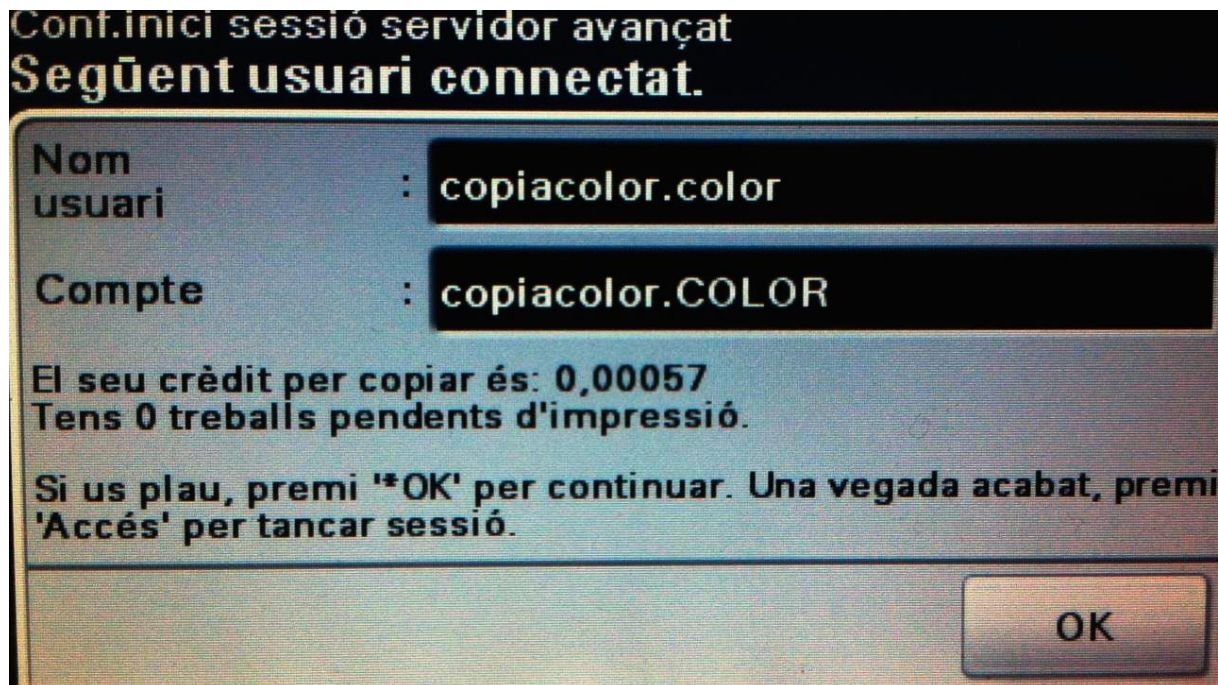 Conf.inici sessió servidor avançat
Segūent usuari connectat.
Nom
usuari : copiacolor.color
Compte : copiacolor.COLOR
El seu crèdit per copiar és: 0,00057
Tens 0 treballs pendents d'impressió.
Si us plau, premi '*OK' per continuar. Una vegada acabat, premi
'Accés' per tancar sessió.
OK